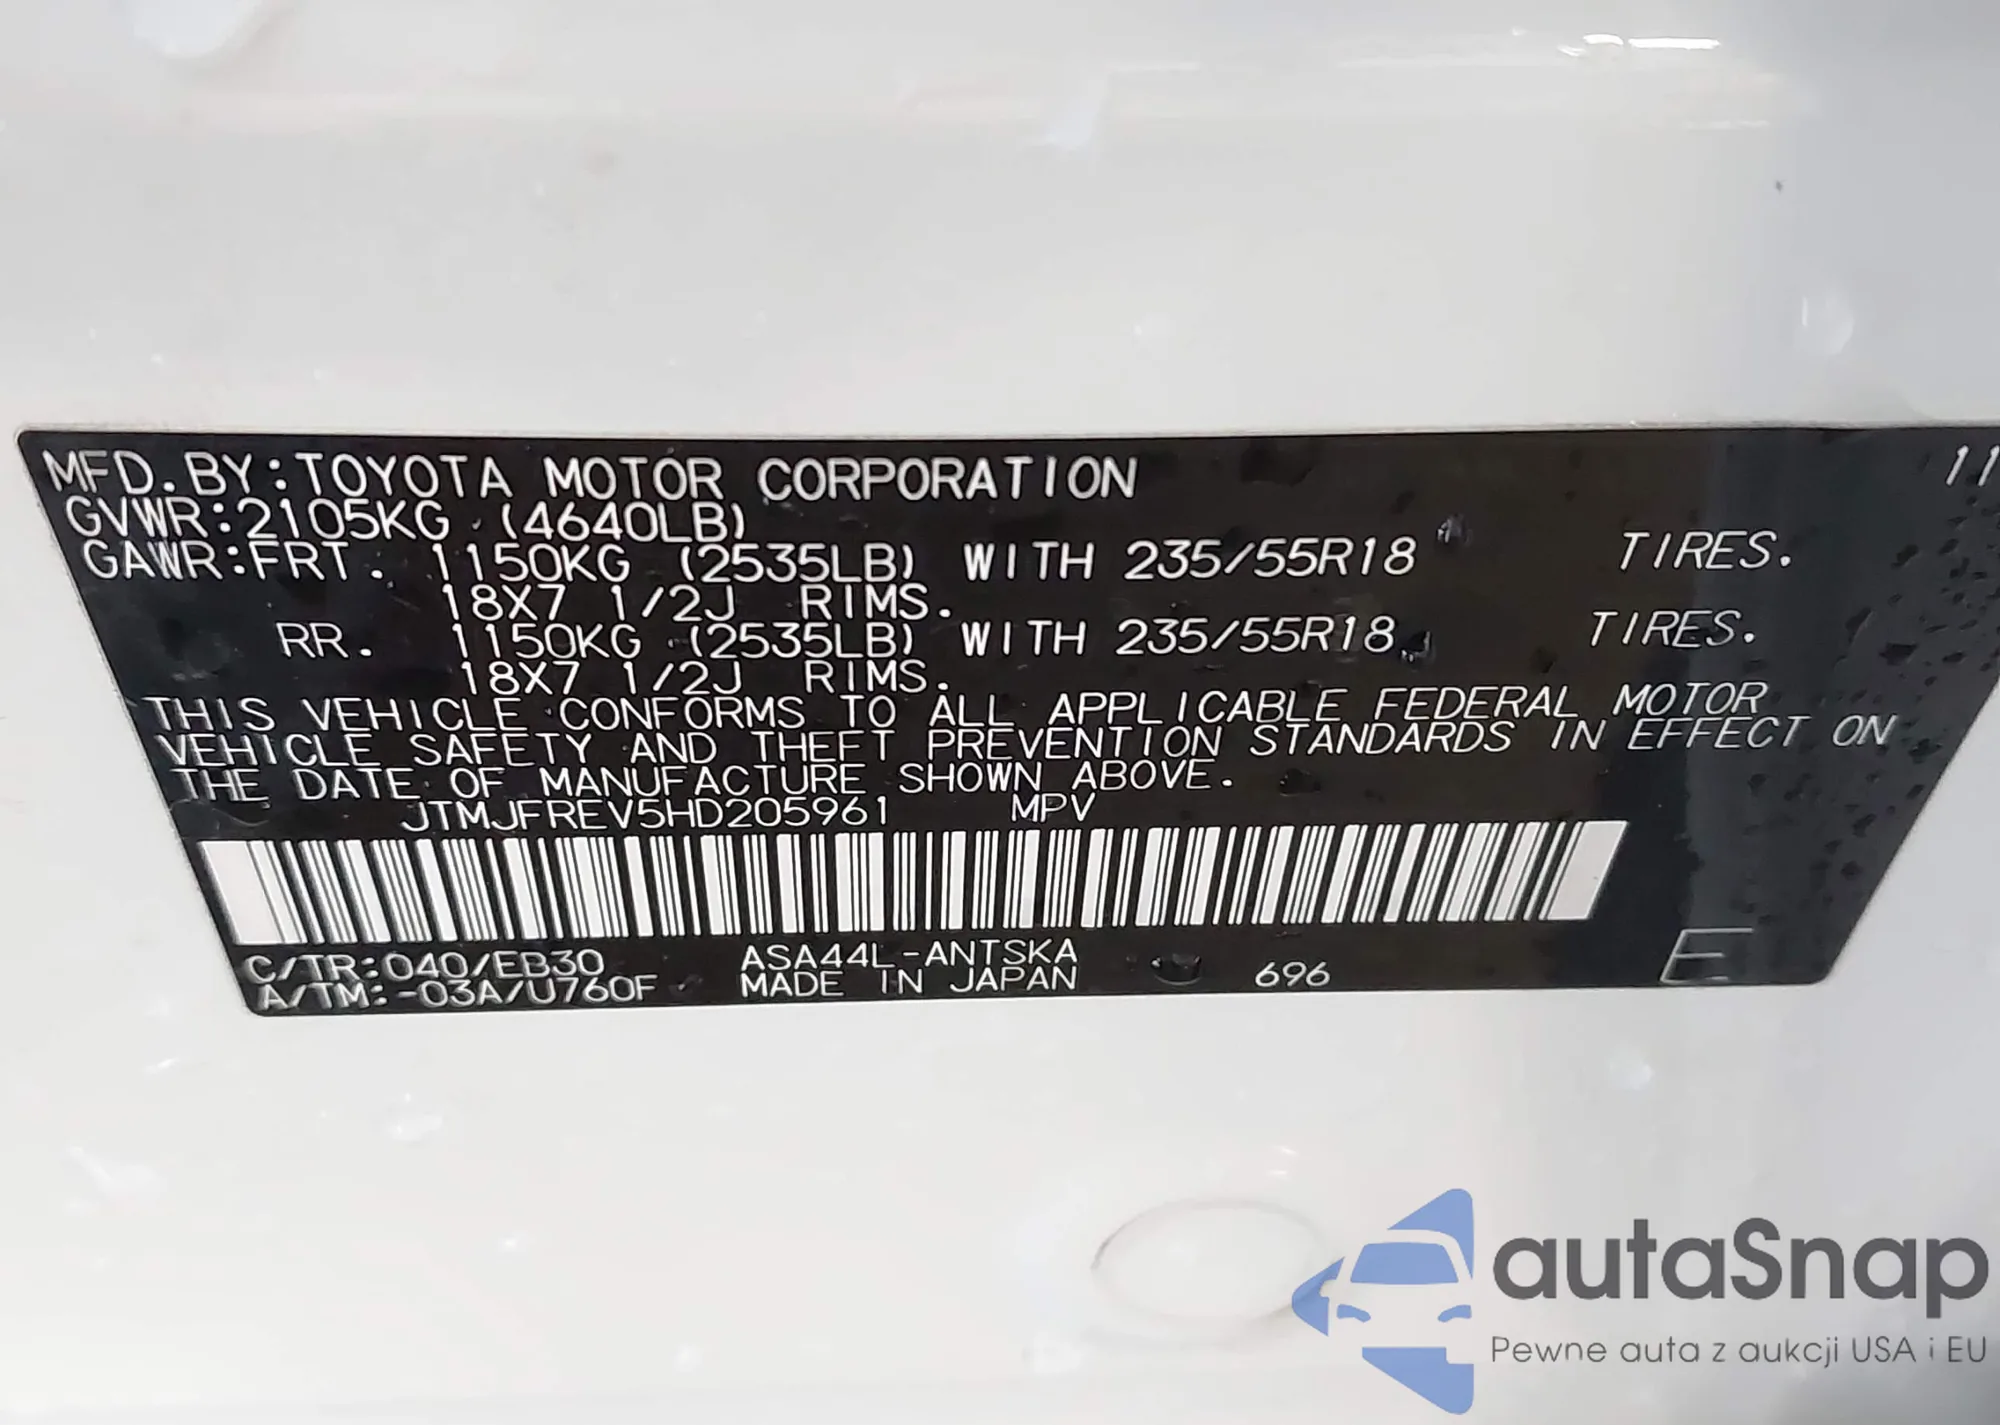 MFD.BY:TOYOTA MOTOR CORPORATION 11
GVWR:2105KG (4640LB)
GAWR:FRT. 1150KG (2535LB) WITH 235/55R18 TIRES.
18X7 1/2J RIMS.
RR. 1150KG (2535LB) WITH 235/55R18 TIRES.
18X7 1/2J RIMS.
THIS VEHICLE CONFORMS TO ALL APPLICABLE FEDERAL MOTOR
VEHICLE SAFETY AND THEFT PREVENTION STANDARDS IN EFFECT ON
THE DATE OF MANUFACTURE SHOWN ABOVE.
JTMJFREV5HD205961 MPV
C/TR:040/EB30 ASA44L-ANTSKA
A/TM:-03A/U760F MADE IN JAPAN 696 E
autaSnap
Pewne auta z aukcji USA i EU